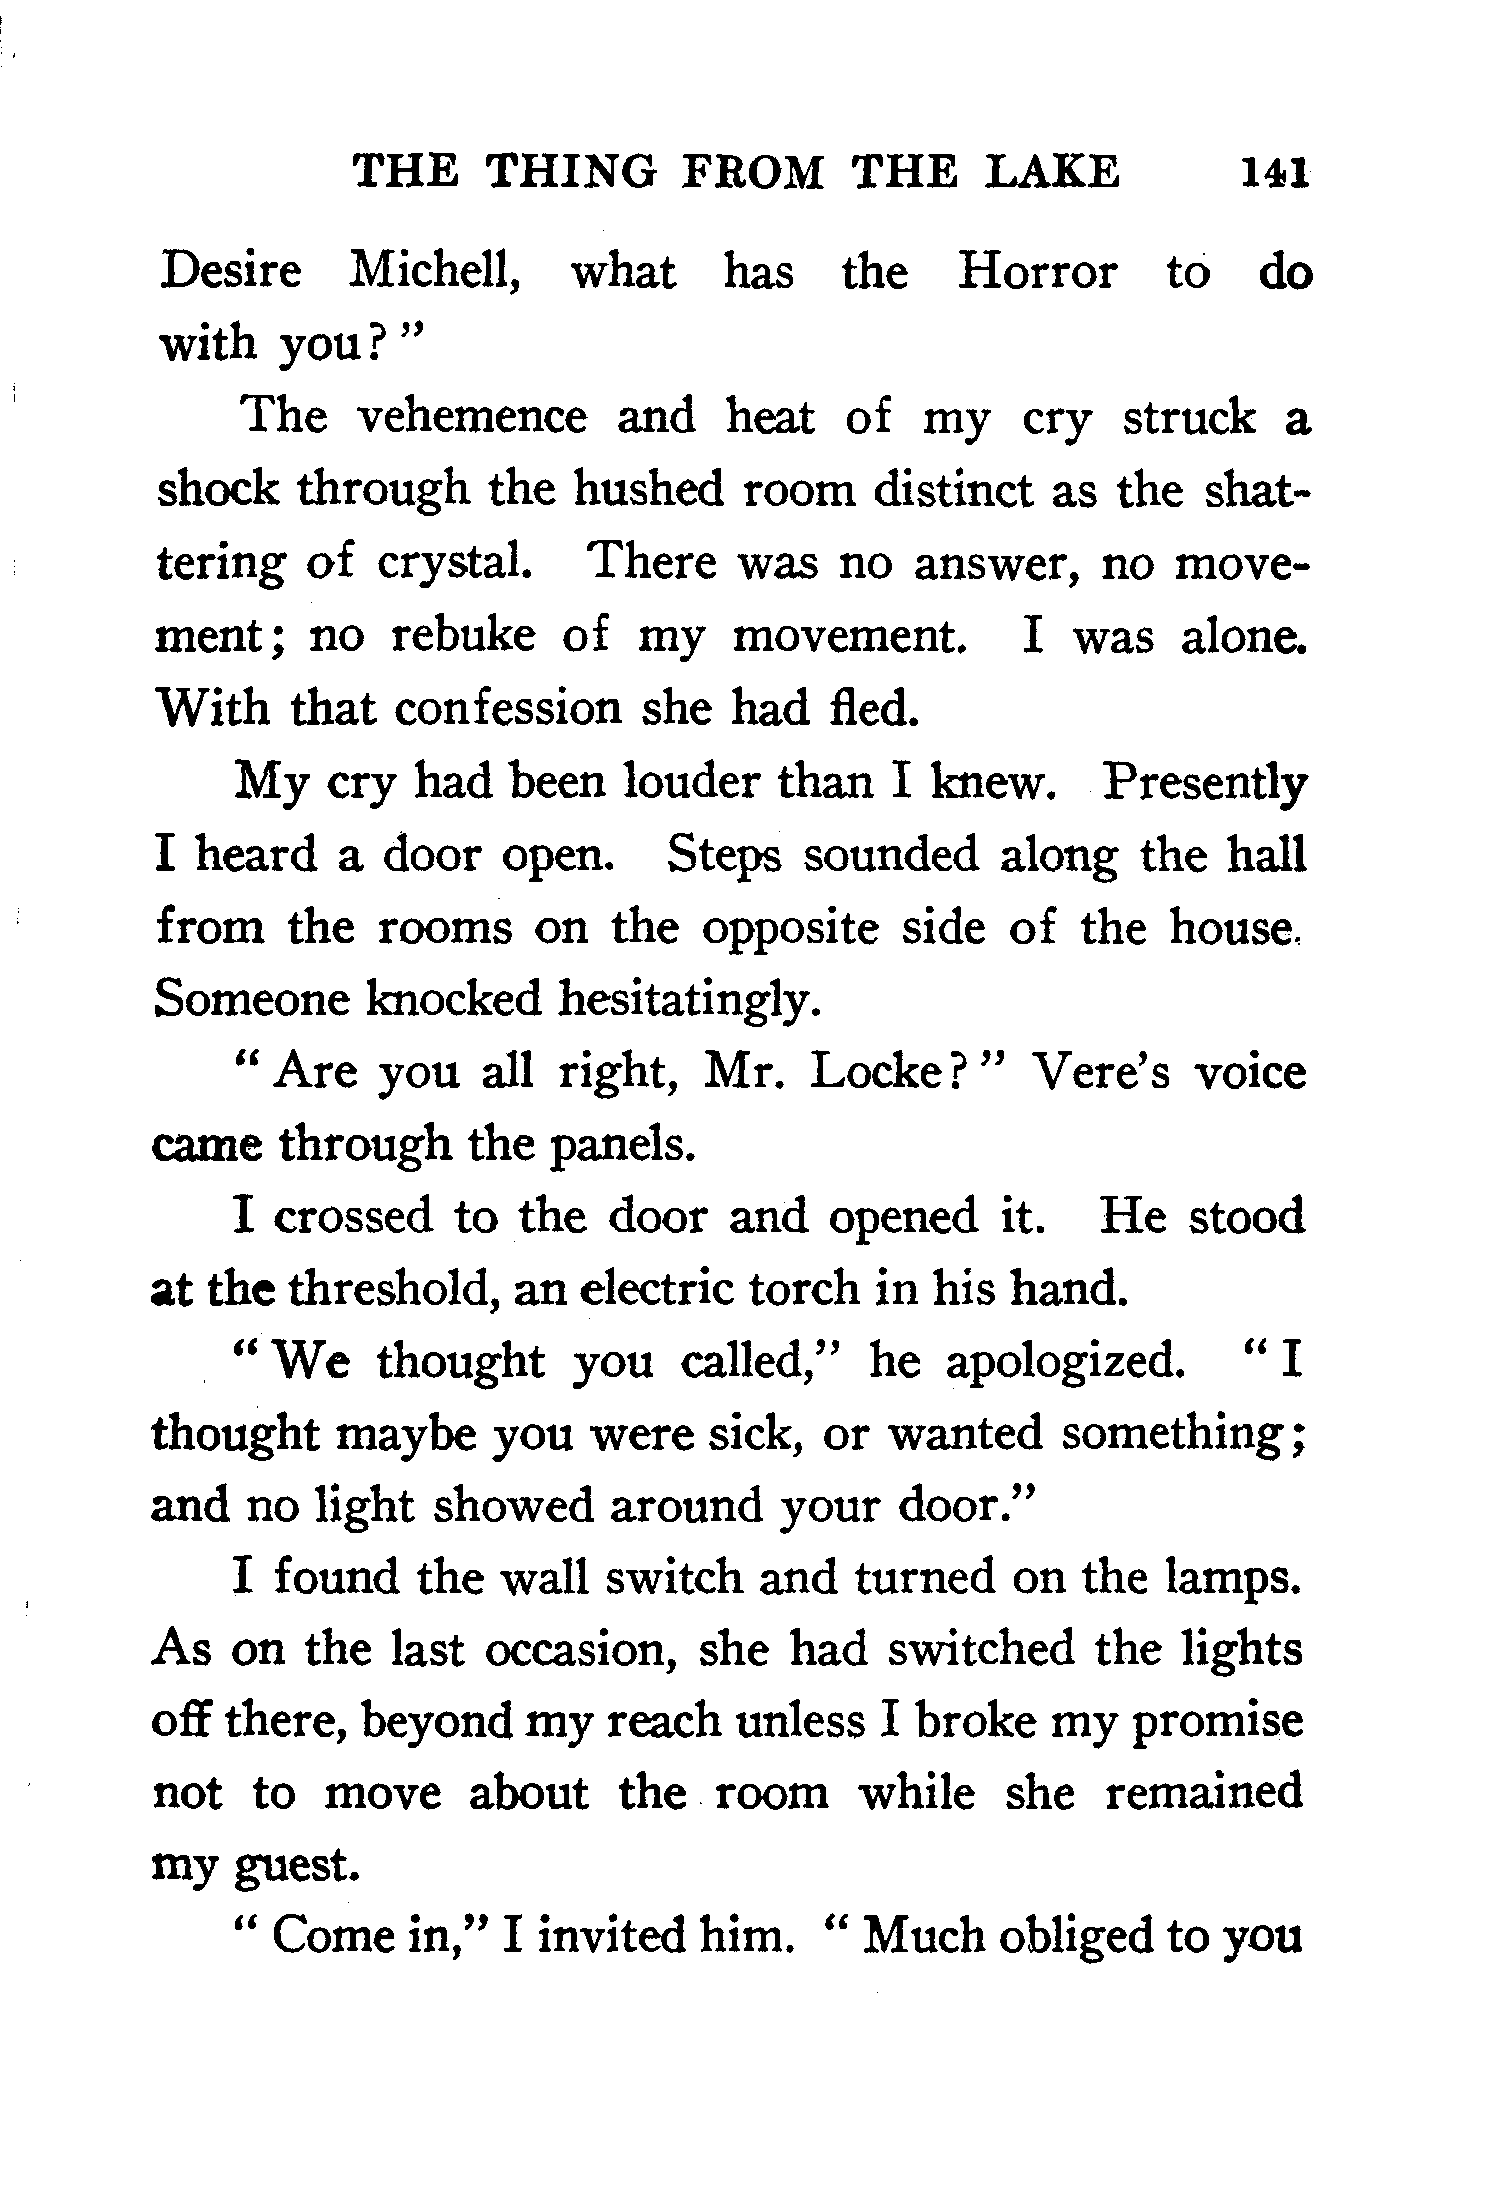 THE THING FROM THE LAKE 141
Desire Michell, what has the Horror to do
with you? "
The vehemence and heat of my cry struck a
shock through the hushed room distinct as the shat-
tering of crystal. There was no answer, no move-
ment; no rebuke of my movement. I was alone.
With that confession she had fled.
My cry had been louder than I knew. Presently
I heard a door open. Steps sounded along the hall
from the rooms on the opposite side of the house.
Someone knocked hesitatingly.
" Are you all right, Mr. Locke? " Vere's voice
came through the panels.
I crossed to the door and opened it. He stood
at the threshold, an electric torch in his hand.
" We thought you called," he apologized. " I
thought maybe you were sick, or wanted something;
and no light showed around your door."
I found the wall switch and turned on the lamps.
As on the last occasion, she had switched the lights
off there, beyond my reach unless I broke my promise
not to move about the room while she remained
my guest.
" Come in," I invited him. " Much obliged to you